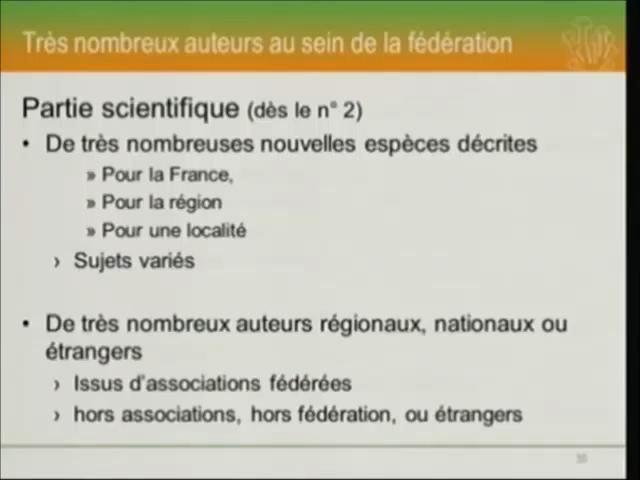 Très nombreux auteurs au sein de la fédération
Partie scientifique (dès le n° 2)
• De très nombreuses nouvelles espèces décrites
» Pour la France,
» Pour la région
» Pour une localité
› Sujets variés
• De très nombreux auteurs régionaux, nationaux ou
étrangers
› Issus d'associations fédérées
› hors associations, hors fédération, ou étrangers